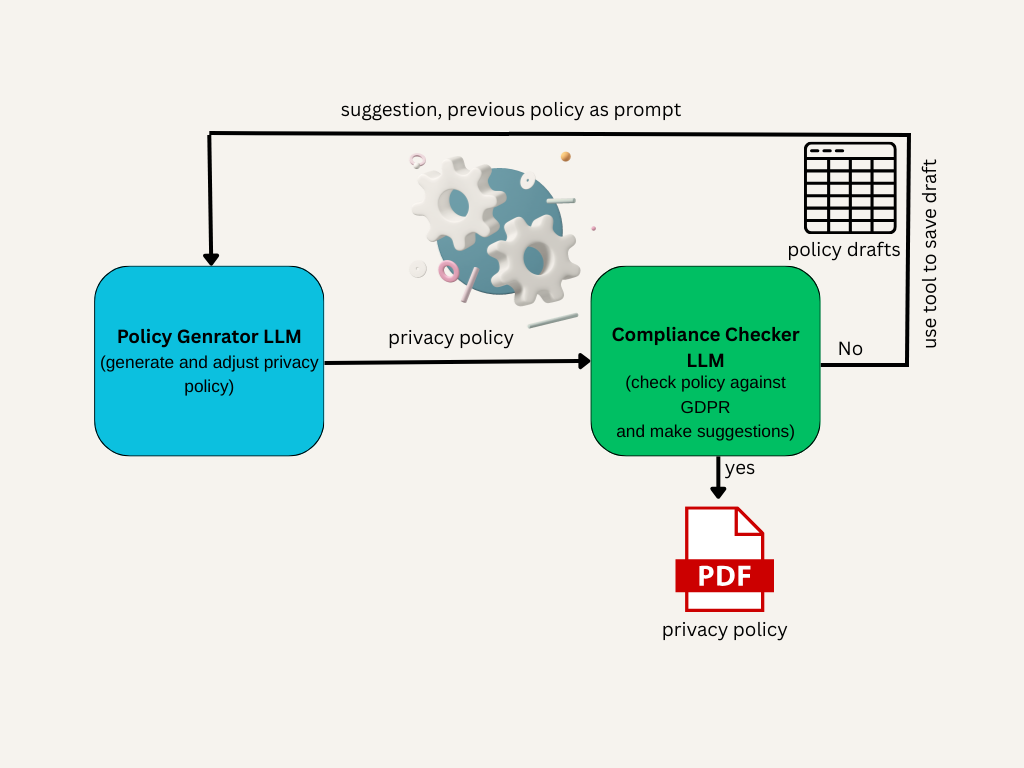 suggestion, previous policy as prompt
policy drafts
use tool to save draft
Policy Genrator LLM
(generate and adjust privacy
policy)
privacy policy
Compliance Checker
LLM
(check policy against
GDPR
and make suggestions)
No
yes
PDF
privacy policy